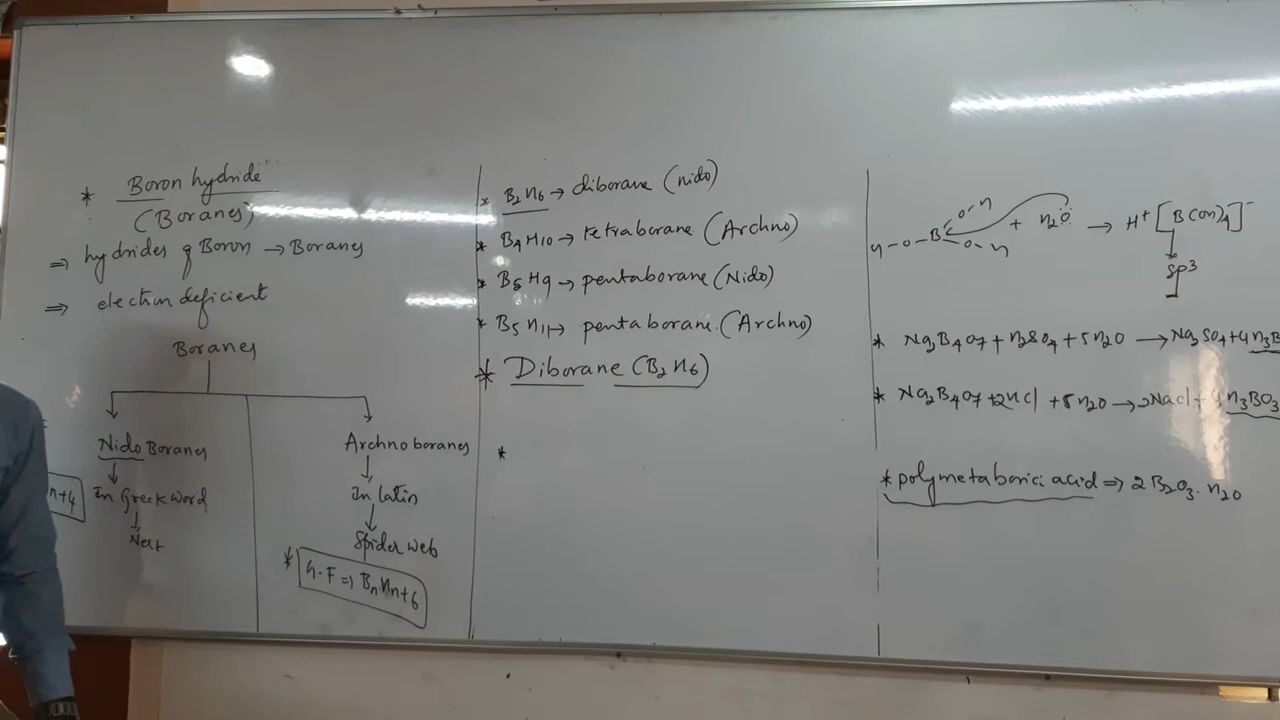 * Boron hydride
(Boranes)
⇒ hydrides of Boron → Boranes
⇒ electron deficient
Boranes
Nido Boranes
In Greek word
Nest
n+4
Archno boranes
In latin
Spider web
* G.F ⇒ BnHn+6
* B2H6 → diborane (nido)
* B4H10 → tetraborane (Archno)
* B5H9 → pentaborane (Nido)
* B5H11 → pentaborane (Archno)
* Diborane (B2H6)
*
H-O-B O-H O-H + H2Ö: → H+ [B(OH)4]-
sp3
* Na2B4O7 + H2SO4 + 5H2O → Na2SO4 + 4H3B
* Na2B4O7 + 2HCl + 5H2O → 2NaCl + 4H3BO3
* polymetaboric acid ⇒ 2B2O3.H2O